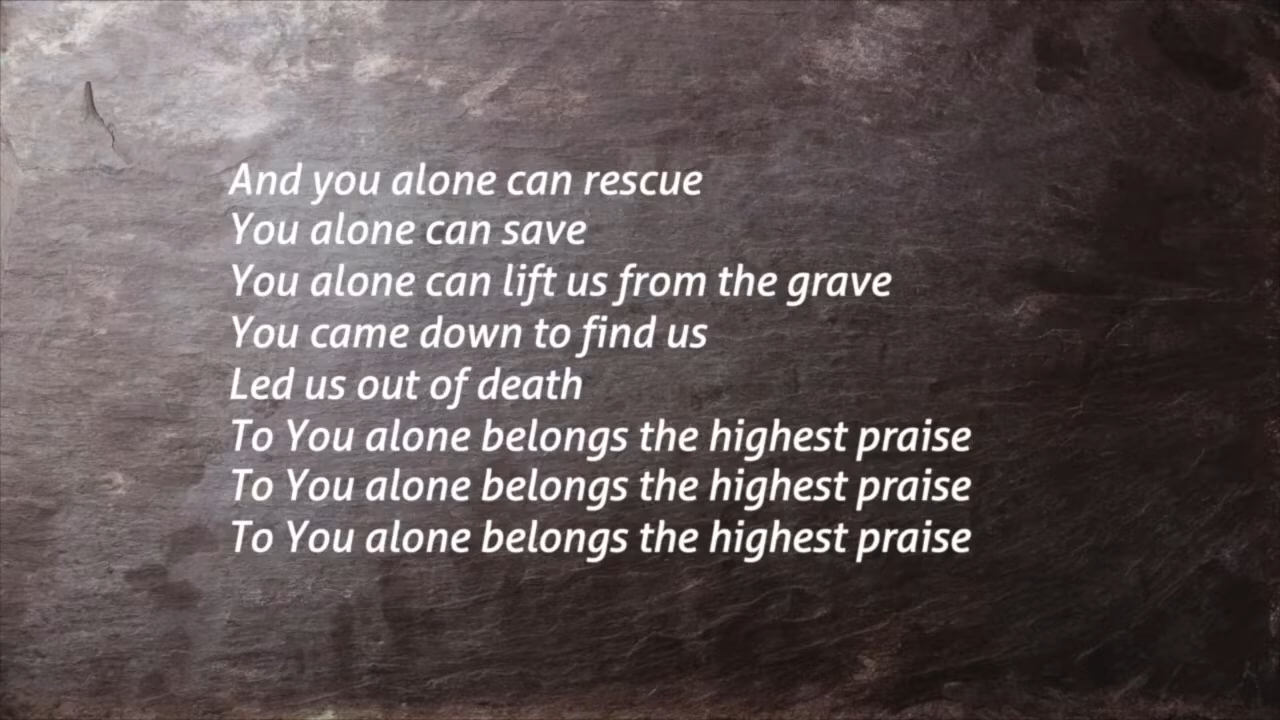 And you alone can rescue
You alone can save
You alone can lift us from the grave
You came down to find us
Led us out of death
To You alone belongs the highest praise
To You alone belongs the highest praise
To You alone belongs the highest praise